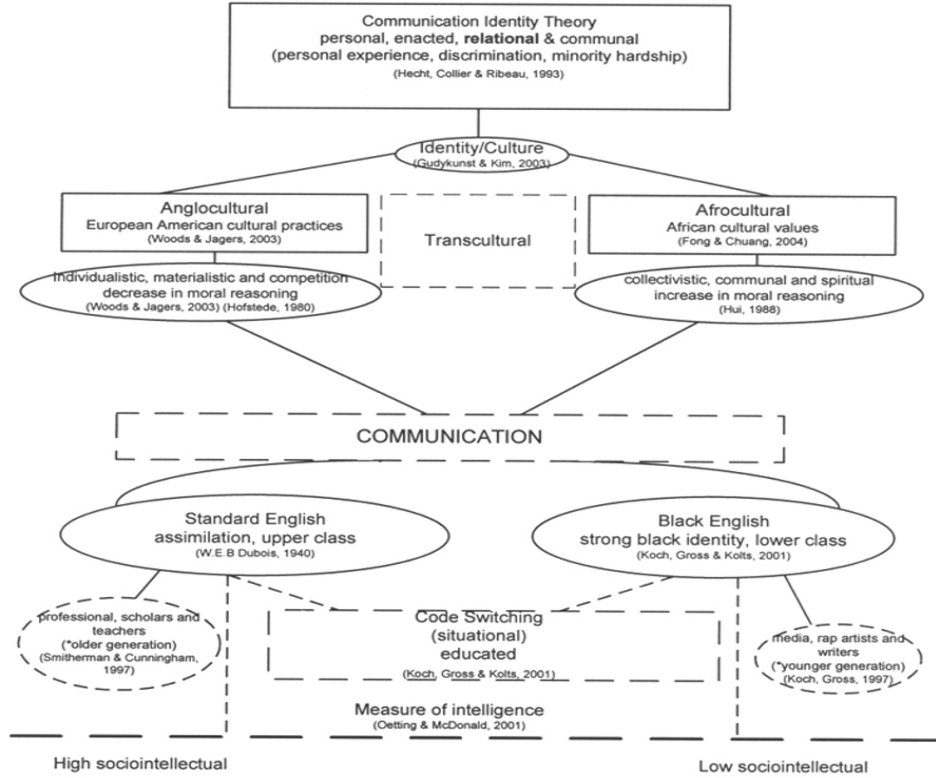 Communication Identity Theory
personal, enacted, relational & communal
(personal experience, discrimination, minority hardship)
(Hecht, Collier & Ribeau, 1993)
Identity/Culture
(Gudykunst & Kim, 2003)
Anglocultural
European American cultural practices
(Woods & Jagers, 2003)
Transcultural
Afrocultural
African cultural values
(Fong & Chuang, 2004)
Individualistic, materialistic and competition
decrease in moral reasoning
(Woods & Jagers, 2003) (Hofstede, 1980)
collectivistic, communal and spiritual
increase in moral reasoning
(Hui, 1988)
COMMUNICATION
Standard English
assimilation, upper class
(W.E.B Dubois, 1940)
Black English
strong black identity, lower class
(Koch, Gross & Kolts, 2001)
professional, scholars and
teachers
(*older generation)
(Smitherman & Cunningham,
1997)
Code Switching
(situational)
educated
(Koch, Gross & Kolts, 2001)
media, rap artists and
writers
(*younger generation)
(Koch, Gross, 1997)
Measure of intelligence
(Oetting & McDonald, 2001)
High sociointellectual
Low sociointellectual